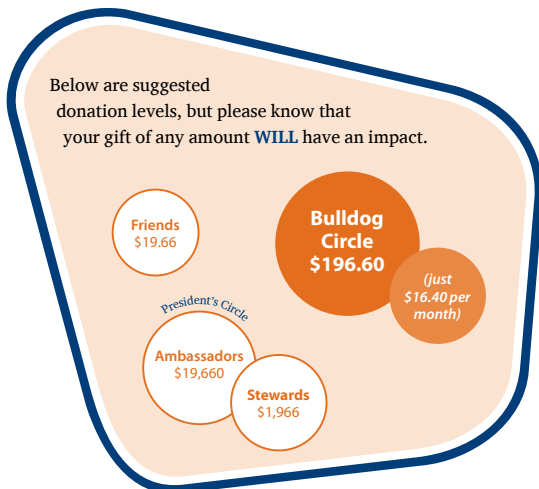 Below are suggested
donation levels, but please know that
your gift of any amount WILL have an impact.
Friends
$19.66
Bulldog
Circle
$196.60
(just
$16.40 per
month)
President's Circle
Ambassadors
$19,660
Stewards
$1,966